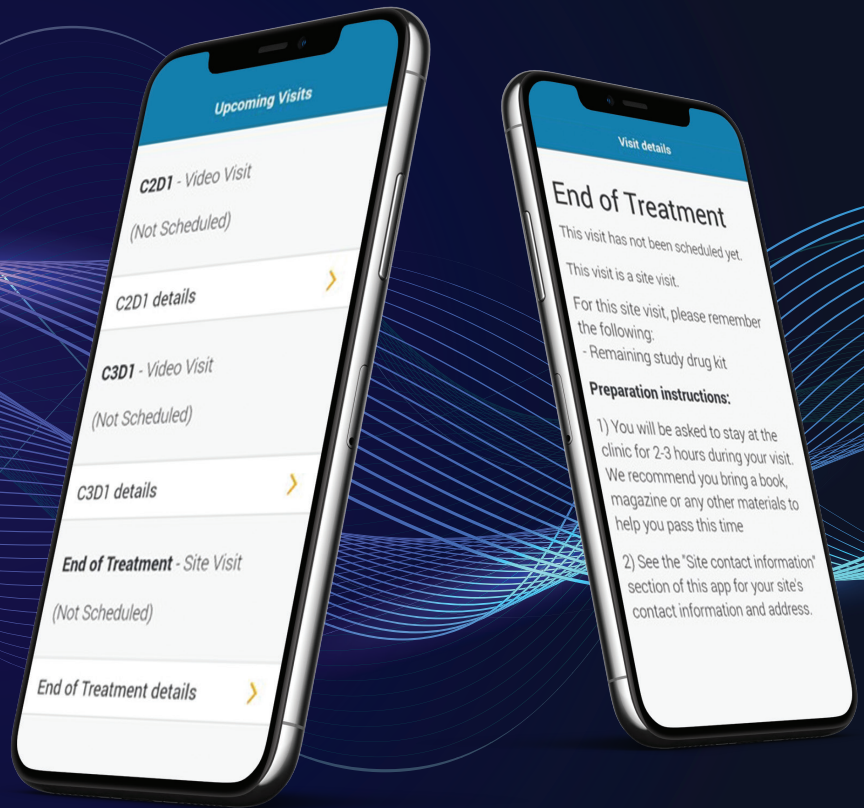 Upcoming Visits
C2D1 - Video Visit
(Not Scheduled)
C2D1 details
C3D1 - Video Visit
(Not Scheduled)
C3D1 details
End of Treatment - Site Visit
(Not Scheduled)
End of Treatment details
Visit details
End of Treatment
This visit has not been scheduled yet.
This visit is a site visit.
For this site visit, please remember
the following:
- Remaining study drug kit
Preparation instructions:
1) You will be asked to stay at the
clinic for 2-3 hours during your visit.
We recommend you bring a book,
magazine or any other materials to
help you pass this time
2) See the "Site contact information"
section of this app for your site's
contact information and address.